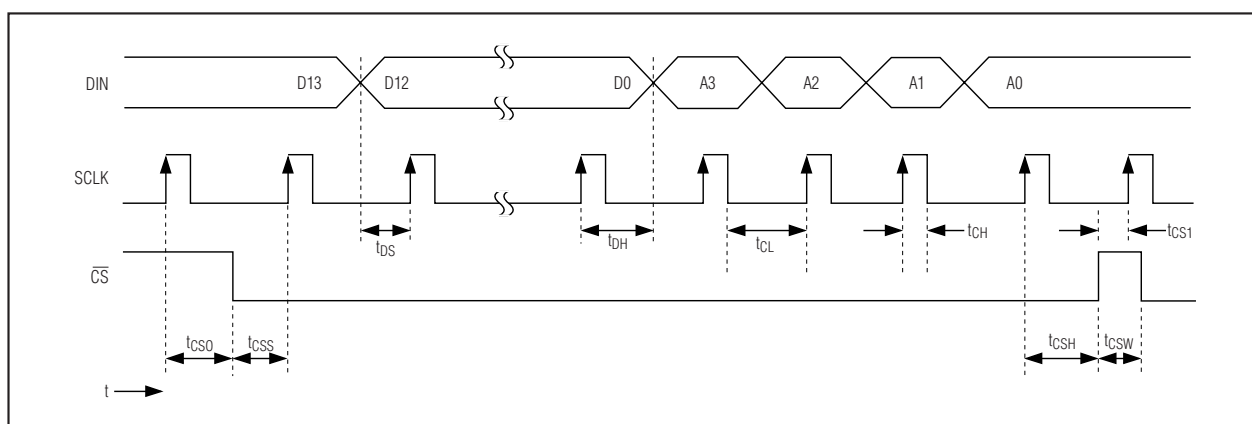 DIN D13 D12 D0 A3 A2 A1 A0
SCLK
tDS tDH tCL tCH tCS1
CS
tCSO tCSS tCSH tCSW
t